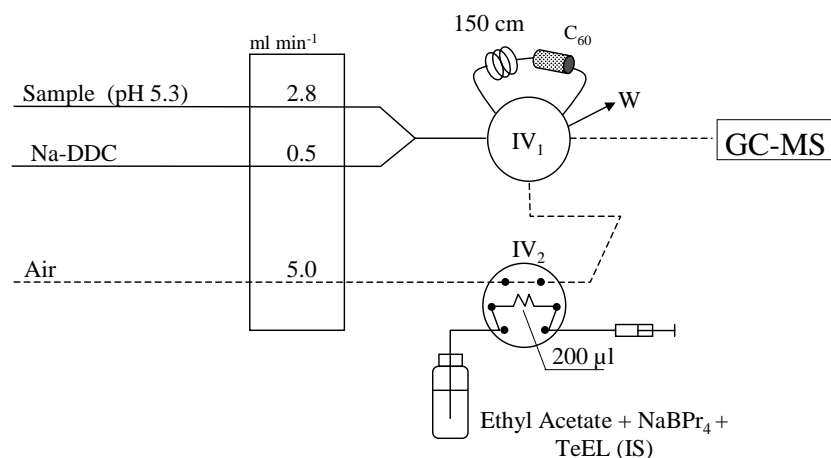 150 cm
C₆₀
ml min⁻¹
Sample (pH 5.3)
2.8
W
IV₁
GC-MS
Na-DDC
0.5
IV₂
Air
5.0
200 µl
Ethyl Acetate + NaBPr₄ +
TeEL (IS)